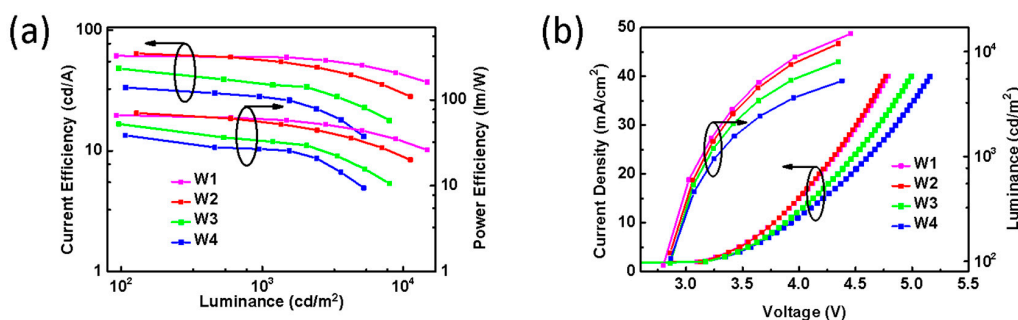 (a)
Current Efficiency (cd/A)
100
10
1
W1
W2
W3
W4
10² 10³ 10⁴
Luminance (cd/m²)
100
10
1
Power Efficiency (lm/W)
(b)
Current Density (mA/cm²)
50
40
30
20
10
0
W1
W2
W3
W4
3.0 3.5 4.0 4.5 5.0 5.5
Voltage (V)
10⁴
10³
10²
Luminance (cd/m²)